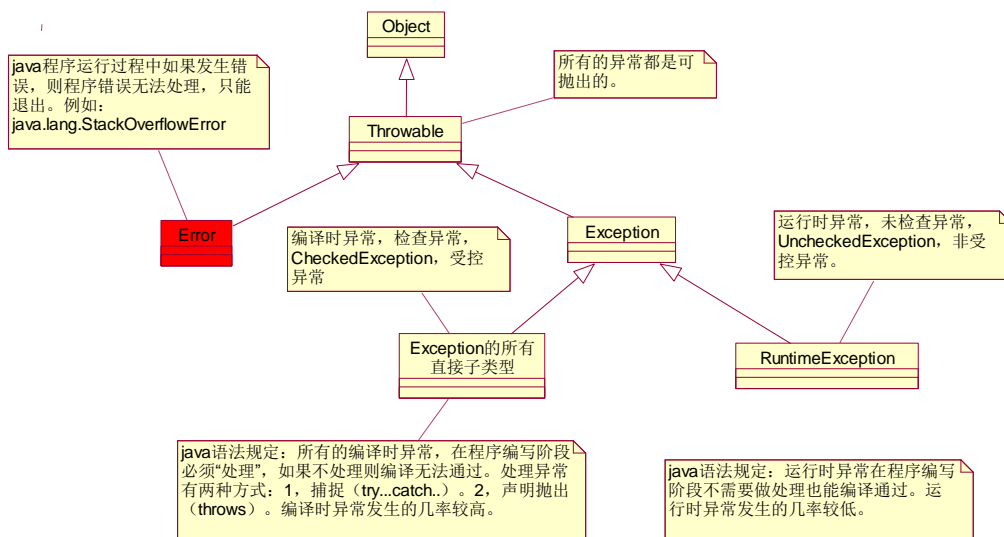 Object
java程序运行过程中如果发生错
误，则程序错误无法处理，只能
退出。例如：
java.lang.StackOverflowError
所有的异常都是可
抛出的。
Throwable
Error
编译时异常，检查异常，
CheckedException，受控
异常
Exception
运行时异常，未检查异常，
UncheckedException，非受
控异常。
Exception的所有
直接子类型
RuntimeException
java语法规定：所有的编译时异常，在程序编写阶段
必须“处理”，如果不处理则编译无法通过。处理异常
有两种方式：1，捕捉（try...catch..）。2，声明抛出
（throws）。编译时异常发生的几率较高。
java语法规定：运行时异常在程序编写
阶段不需要做处理也能编译通过。运
行时异常发生的几率较低。